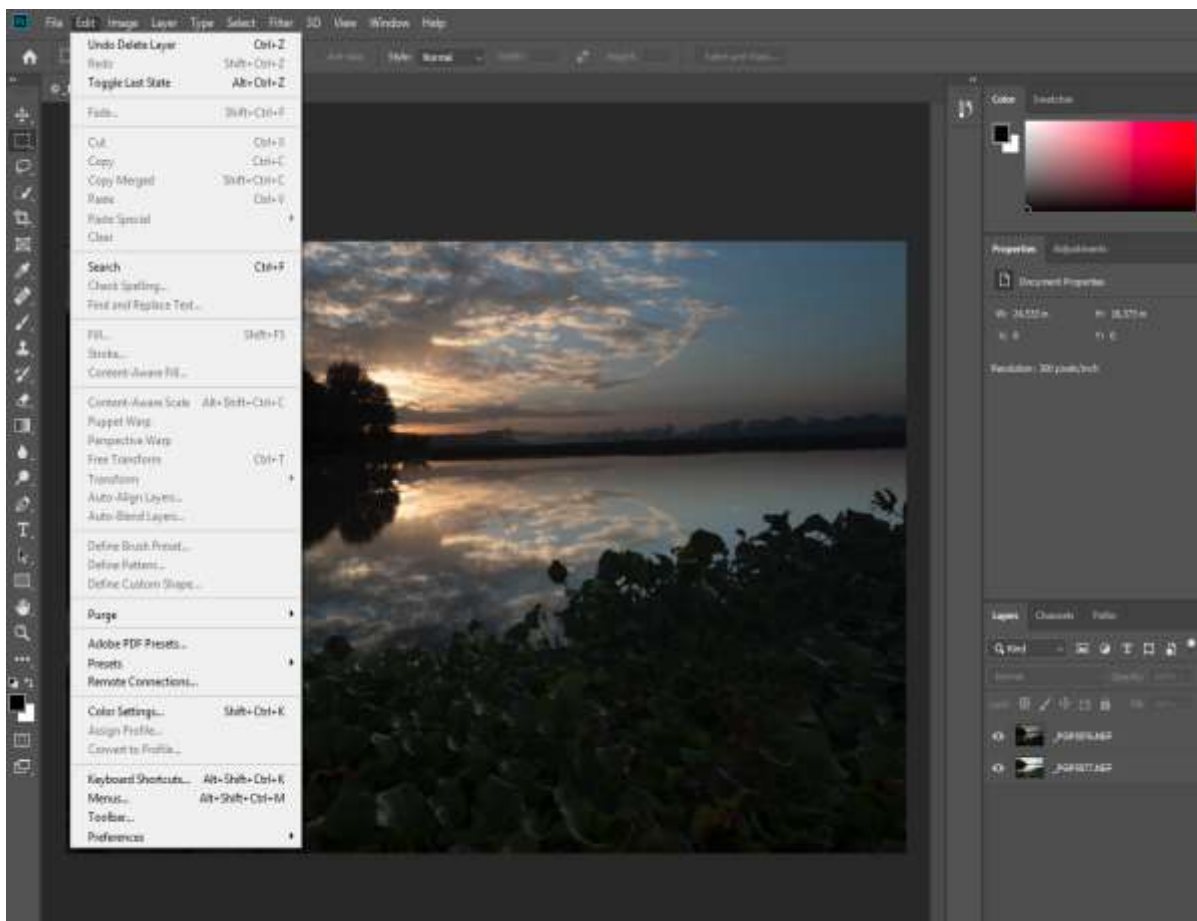 File Edit Image Layer Type Select Filter 3D View Window Help
Style: Normal
Undo Delete Layer Ctrl+Z
Redo Shift+Ctrl+Z
Toggle Last State Alt+Ctrl+Z
Fade... Shift+Ctrl+F
Cut Ctrl+X
Copy Ctrl+C
Copy Merged Shift+Ctrl+C
Paste Ctrl+V
Paste Special
Clear
Search Ctrl+F
Check Spelling...
Find and Replace Text...
Fill... Shift+F5
Stroke...
Content-Aware Fill...
Content-Aware Scale Alt+Shift+Ctrl+C
Puppet Warp
Perspective Warp
Free Transform Ctrl+T
Transform
Auto-Align Layers...
Auto-Blend Layers...
Define Brush Preset...
Define Pattern...
Define Custom Shape...
Purge
Adobe PDF Presets...
Presets
Remote Connections...
Color Settings... Shift+Ctrl+K
Assign Profile...
Convert to Profile...
Keyboard Shortcuts... Alt+Shift+Ctrl+K
Menus... Alt+Shift+Ctrl+M
Toolbar...
Preferences
Color Swatches
Properties Adjustments
Document Properties
Resolution: 300 pixels/inch
Layers Channels Paths
Kind
Normal Opacity: